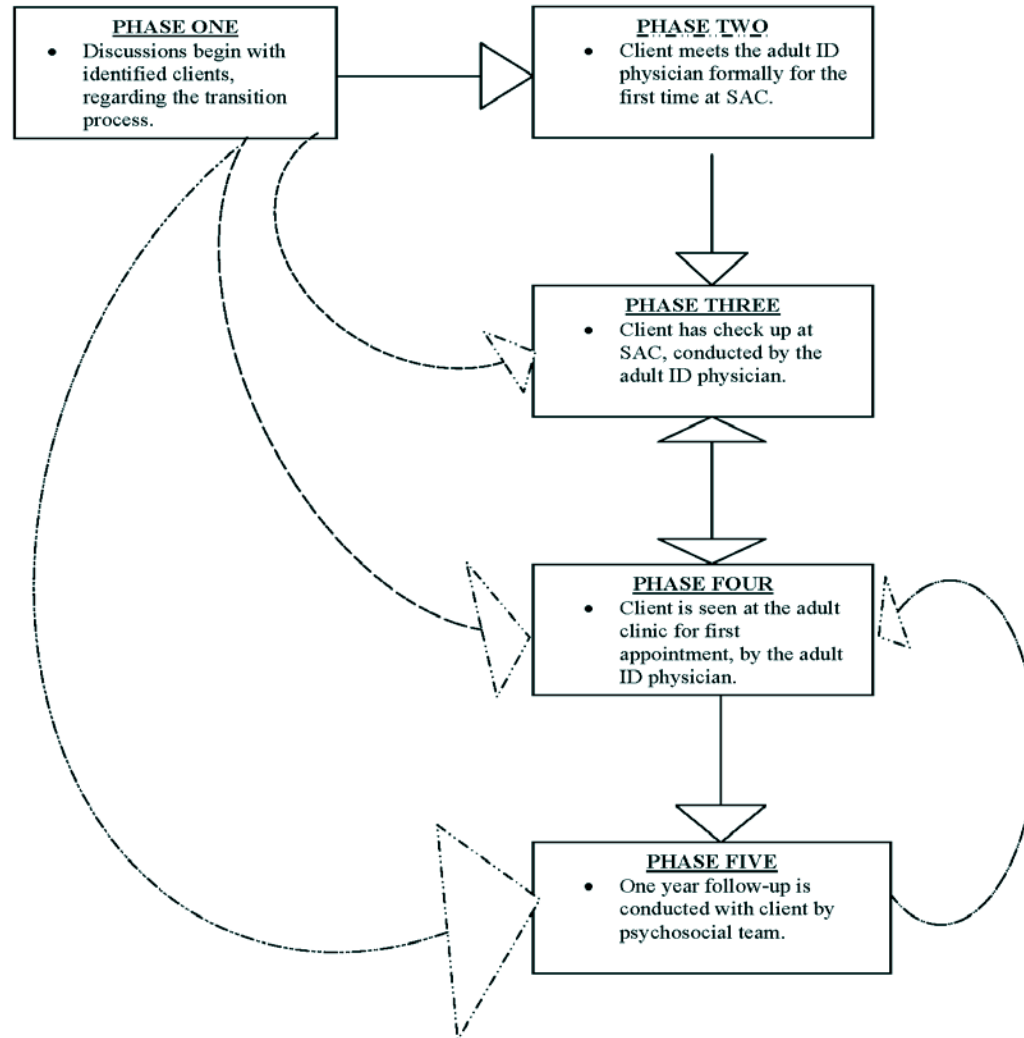 PHASE ONE
• Discussions begin with
identified clients,
regarding the transition
process.
PHASE TWO
• Client meets the adult ID
physician formally for the
first time at SAC.
PHASE THREE
• Client has check up at
SAC, conducted by the
adult ID physician.
PHASE FOUR
• Client is seen at the adult
clinic for first
appointment, by the adult
ID physician.
PHASE FIVE
• One year follow-up is
conducted with client by
psychosocial team.